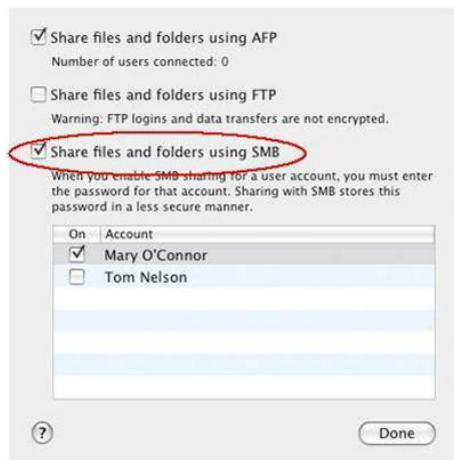 Share files and folders using AFP
Number of users connected: 0
Share files and folders using FTP
Warning: FTP logins and data transfers are not encrypted.
Share files and folders using SMB
When you enable SMB sharing for a user account, you must enter
the password for that account. Sharing with SMB stores this
password in a less secure manner.
On Account
Mary O'Connor
Tom Nelson
? Done